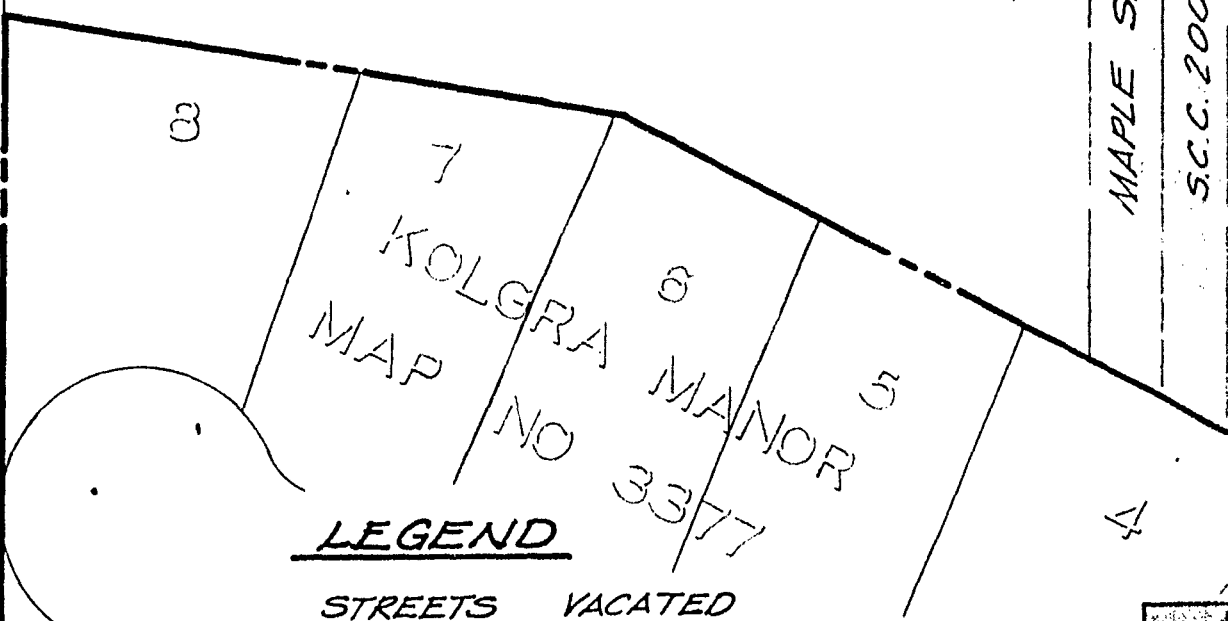 MAPLE
S.C.C. 200
8
7
6
5
4
KOLGRA MANOR
MAP NO 3377
LEGEND
STREETS VACATED